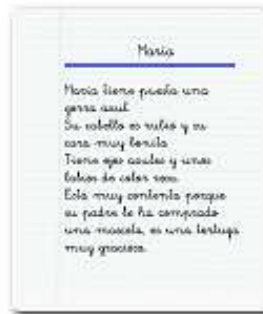 María
María tiene puesta una
gorra azul.
Su cabello es rubio y su
cara muy bonita.
Tiene ojos azules y unos
labios de color rosa.
Está muy contenta porque
su padre le ha comprado
una mascota, es una tortuga
muy graciosa.